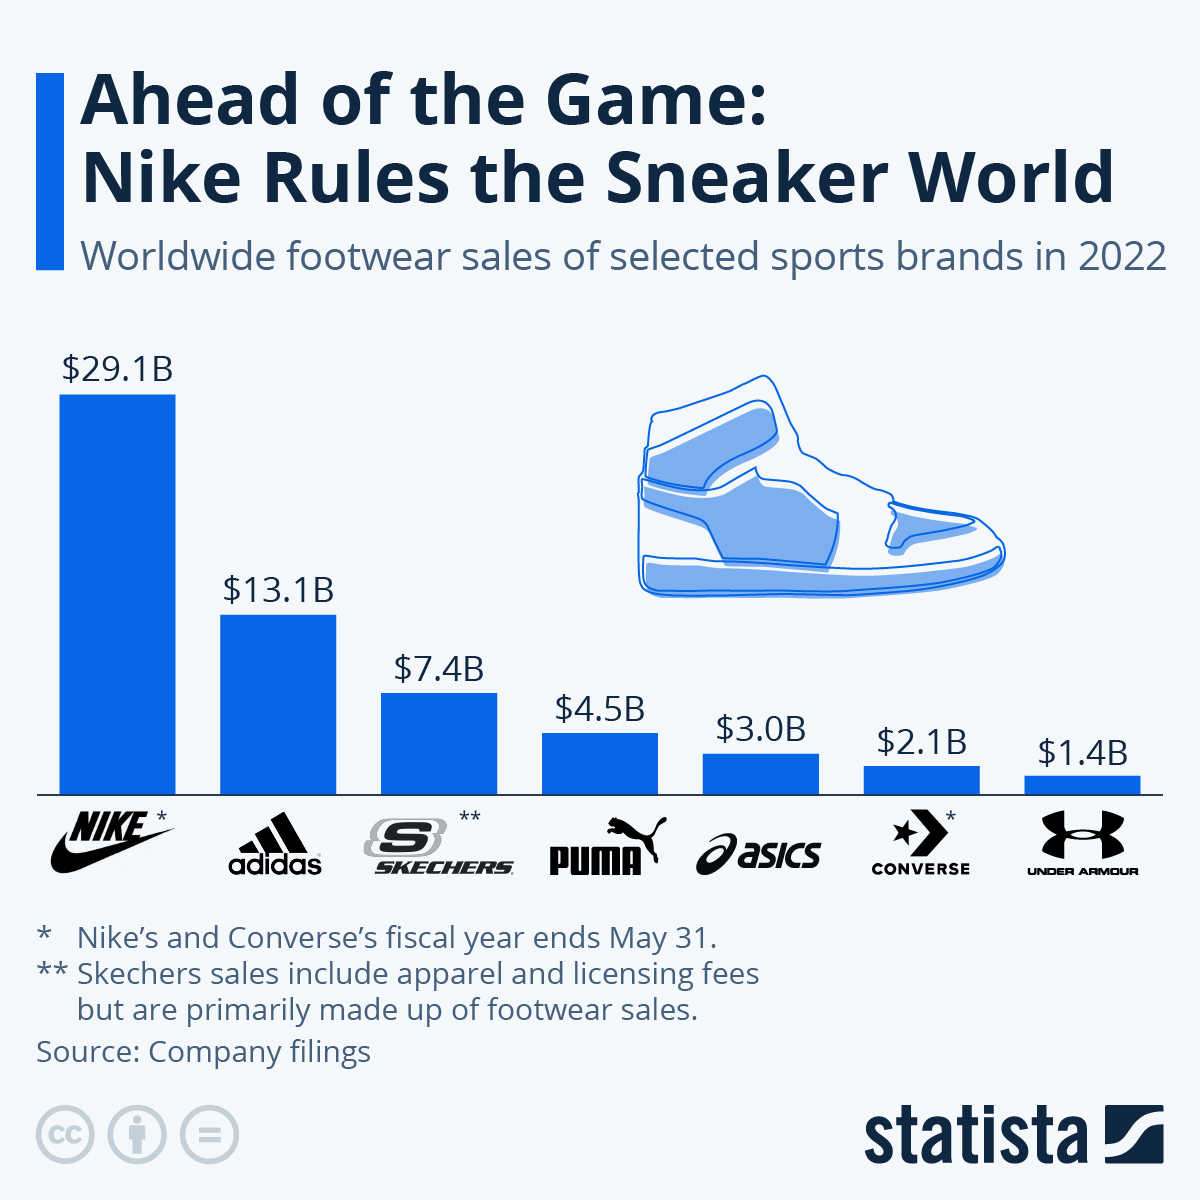 Ahead of the Game:
Nike Rules the Sneaker World
Worldwide footwear sales of selected sports brands in 2022
$29.1B
$13.1B
$7.4B
$4.5B
$3.0B
$2.1B
$1.4B
NIKE *
adidas
S SKECHERS **
PUMA
asics
CONVERSE *
UNDER ARMOUR
* Nike's and Converse's fiscal year ends May 31.
** Skechers sales include apparel and licensing fees
but are primarily made up of footwear sales.
Source: Company filings
cc
statista